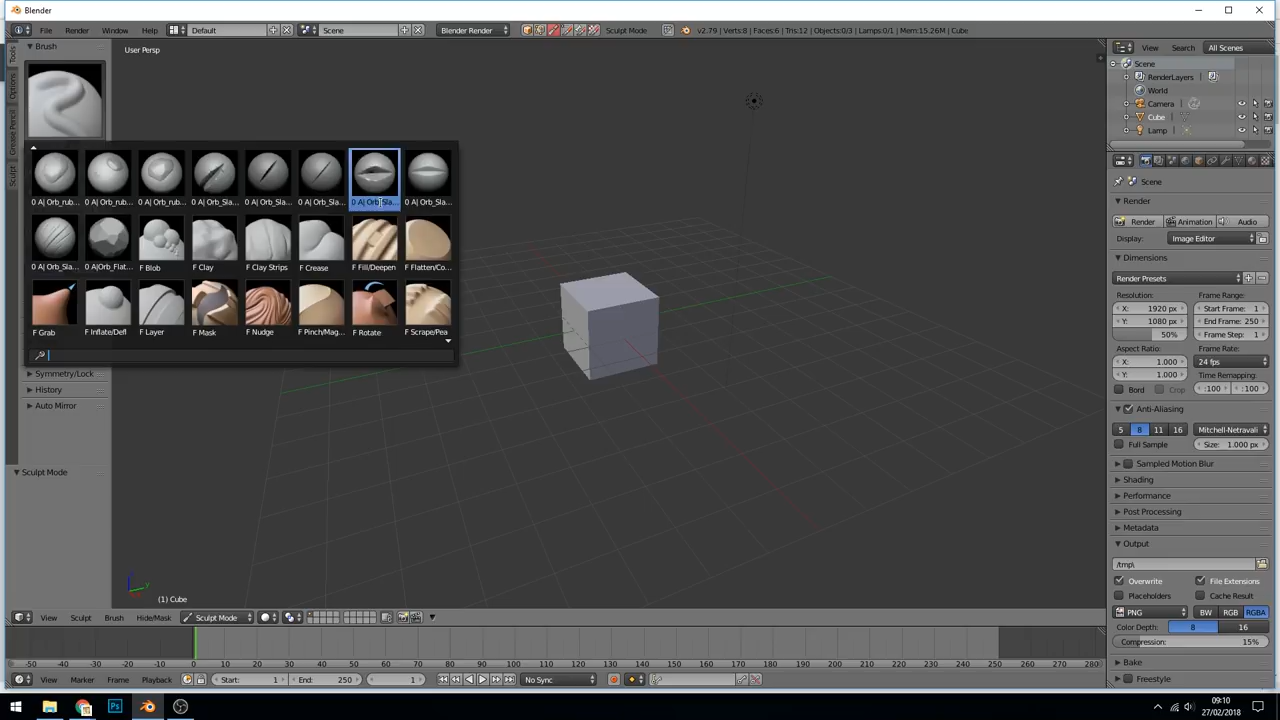 Blender
File
Render
Window
Help
Default
Scene
Blender Render
Sculpt Mode
v2.79 | Verts:8 | Faces:6 | Tris:12 | Objects:0/3 | Lamps:0/1 | Mem:15.26M | Cube
View
Search
All Scenes
Brush
User Persp
Tools
Options
Grease Pencil
Sculpt
Scene
RenderLayers
World
Camera
Cube
Lamp
0 A| Orb_rub...
0 A| Orb_rub...
0 A| Orb_rub...
0 A| Orb_Sla...
0 A| Orb_Sla...
0 A| Orb_Sla...
0 A| Orb_Sla...
0 A| Orb_Sla...
0 A| Orb_Sla...
0 A|Orb_Flat...
F Blob
F Clay
F Clay Strips
F Crease
F Fill/Deepen
F Flatten/Co...
F Grab
F Inflate/Defl
F Layer
F Mask
F Nudge
F Pinch/Mag...
F Rotate
F Scrape/Pea
Symmetry/Lock
History
Auto Mirror
Sculpt Mode
Scene
Render
Render
Animation
Audio
Display:
Image Editor
Dimensions
Render Presets
Resolution:
Frame Range:
X: 1920 px
Start Frame: 1
Y: 1080 px
End Frame: 250
50%
Frame Step: 1
Aspect Ratio:
Frame Rate:
X: 1.000
24 fps
Y: 1.000
Time Remapping:
Bord
Crop
:100
:100
Anti-Aliasing
5
8
11
16
Mitchell-Netravali
Full Sample
Size: 1.000 px
Sampled Motion Blur
Shading
Performance
Post Processing
Metadata
Output
/tmp\
Overwrite
File Extensions
Placeholders
Cache Result
PNG
BW
RGB
RGBA
Color Depth:
8
16
Compression:
15%
Bake
Freestyle
(1) Cube
View
Sculpt
Brush
Hide/Mask
Sculpt Mode
-50 -40 -30 -20 -10 0 10 20 30 40 50 60 70 80 90 100 110 120 130 140 150 160 170 180 190 200 210 220 230 240 250 260 270 280
View
Marker
Frame
Playback
Start: 1
End: 250
1
No Sync
Ps
09:10
27/02/2018